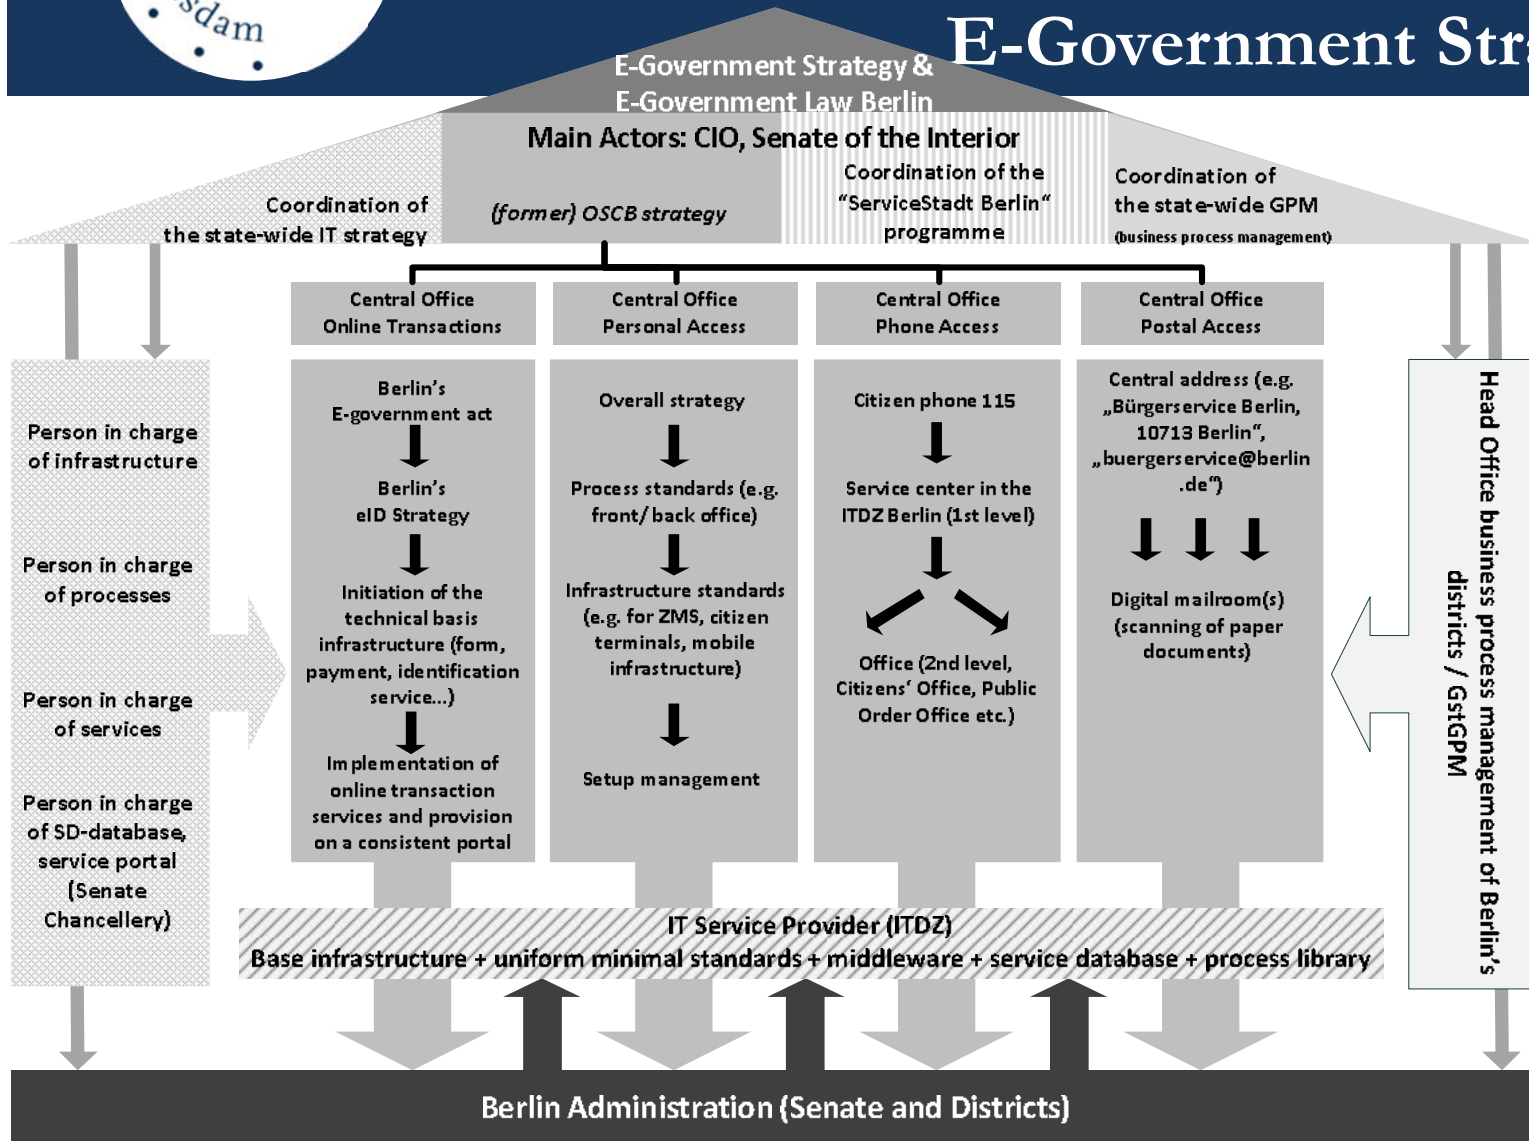 sdam
E-Government Stra
E-Government Strategy &
E-Government Law Berlin
Main Actors: CIO, Senate of the Interior
Coordination of
the state-wide IT strategy
(former) OSCB strategy
Coordination of the
“ServiceStadt Berlin“
programme
Coordination of
the state-wide GPM
(business process management)
Central Office
Online Transactions
Central Office
Personal Access
Central Office
Phone Access
Central Office
Postal Access
Person in charge
of infrastructure
Person in charge
of processes
Person in charge
of services
Person in charge
of SD-database,
service portal
(Senate
Chancellery)
Berlin’s
E-government act
Berlin’s
eID Strategy
Initiation of the
technical basis
infrastructure (form,
payment, identification
service...)
Implementation of
online transaction
services and provision
on a consistent portal
Overall strategy
Process standards (e.g.
front/ back office)
Infrastructure standards
(e.g. for ZMS, citizen
terminals, mobile
infrastructure)
Setup management
Citizen phone 115
Service center in the
ITDZ Berlin (1st level)
Office (2nd level,
Citizens‘ Office, Public
Order Office etc.)
Central address (e.g.
„Bürgerservice Berlin,
10713 Berlin“,
„buergerservice@berlin
.de“)
Digital mailroom(s)
(scanning of paper
documents)
Head Office business process management of Berlin’s
districts / GstGPM
IT Service Provider (ITDZ)
Base infrastructure + uniform minimal standards + middleware + service database + process library
Berlin Administration (Senate and Districts)